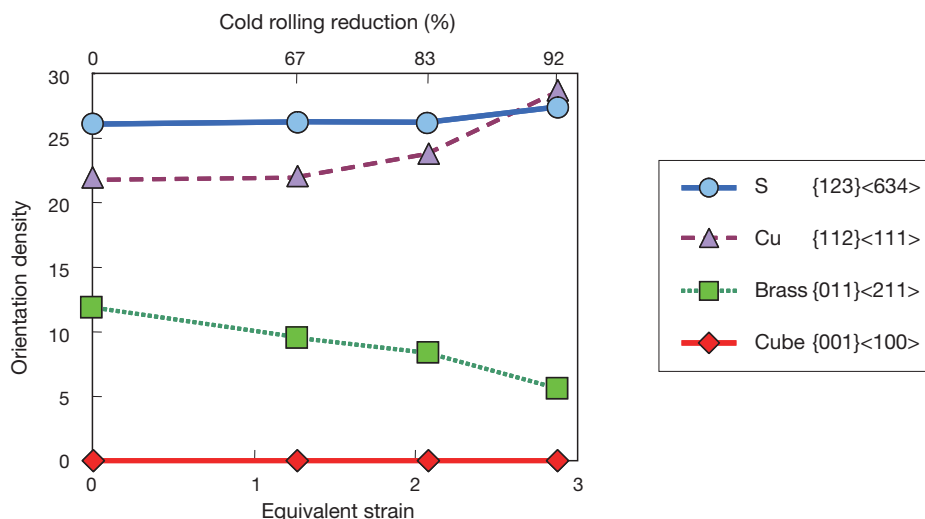 Cold rolling reduction (%)
0 67 83 92
30
25
20
15
10
5
0
Orientation density
0 1 2 3
Equivalent strain
S {123}<634>
Cu {112}<111>
Brass {011}<211>
Cube {001}<100>